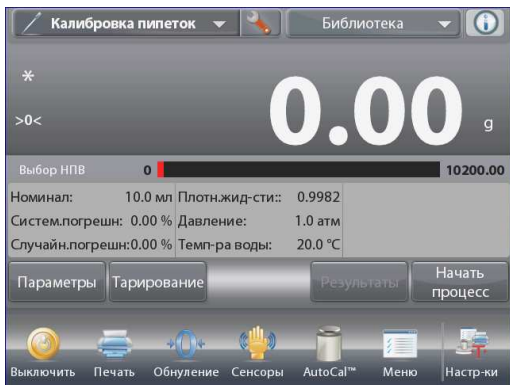 Калибровка пипеток Библиотека
*
0.00 g
>0<
Выбор НПВ 0 10200.00
Номинал: 10.0 мл Плотн.жид-сти:: 0.9982
Систем.погрешн: 0.00 % Давление: 1.0 атм
Случайн.погрешн:0.00 % Темп-ра воды: 20.0 °C
Параметры Тарирование Результаты Начать процесс
Выключить Печать Обнуление Сенсоры AutoCal™ Меню Настр-ки